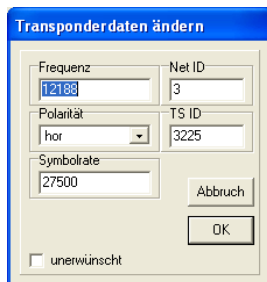 Transponderdaten ändern
Frequenz Net ID
12188 3
Polarität TS ID
hor 3225
Symbolrate
27500
Abbruch
OK
unerwünscht